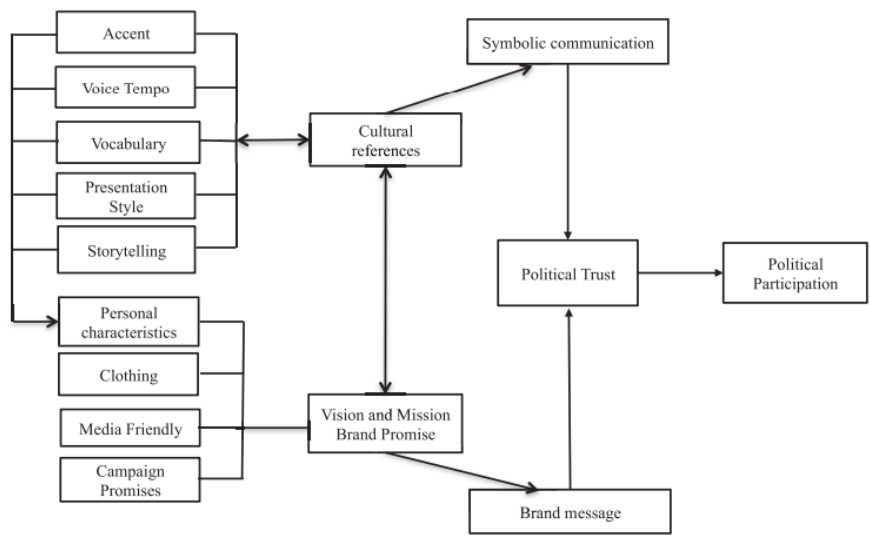 Accent
Voice Tempo
Vocabulary
Presentation
Style
Storytelling
Personal
characteristics
Clothing
Media Friendly
Campaign
Promises
Cultural
references
Vision and Mission
Brand Promise
Symbolic communication
Political Trust
Brand message
Political
Participation